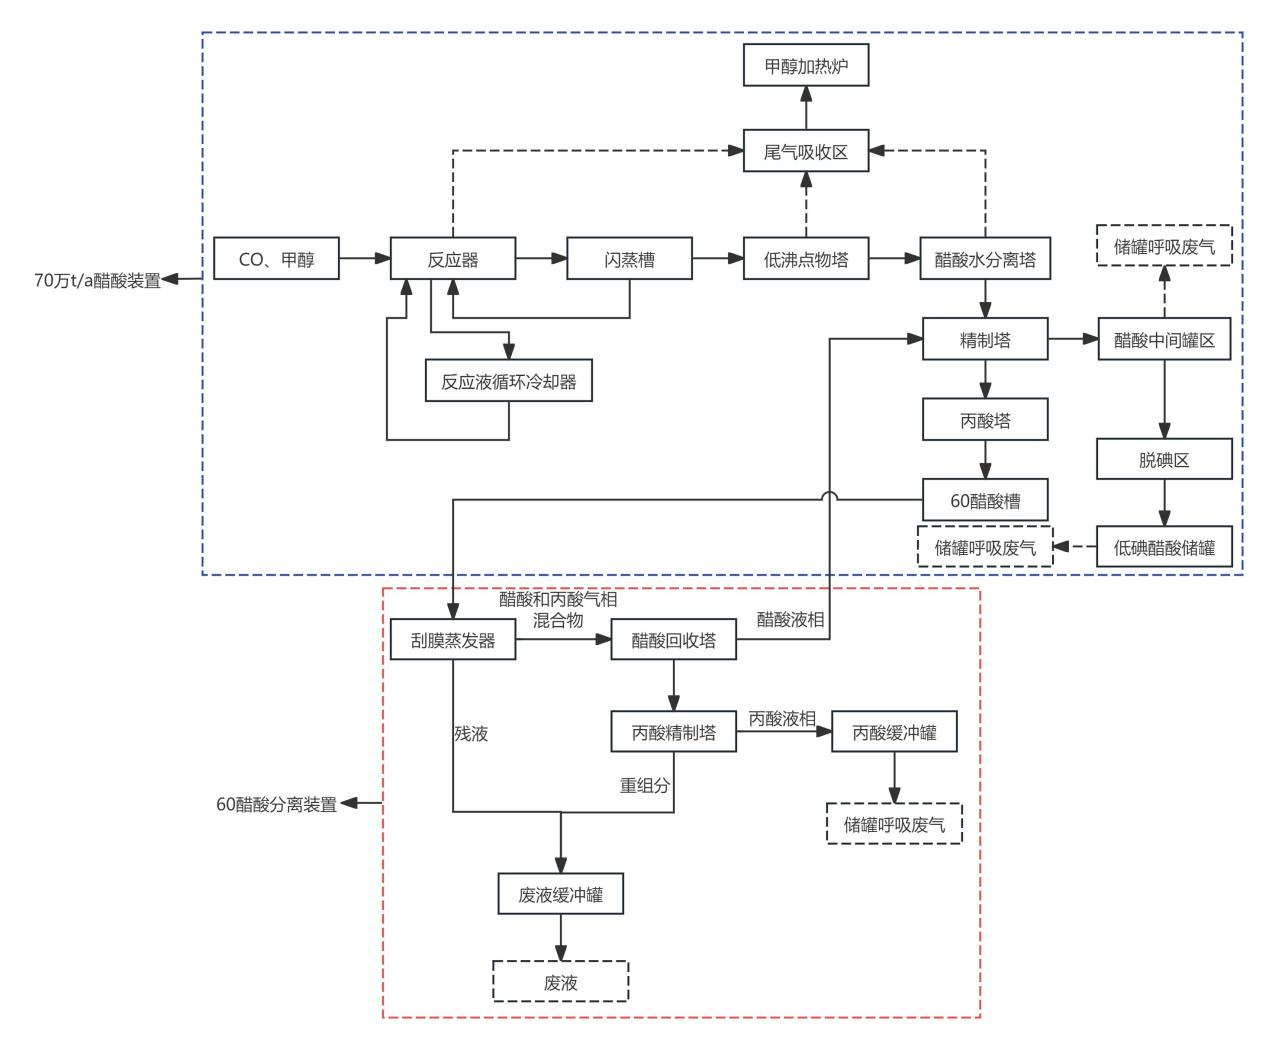 甲醇加热炉
尾气吸收区
储罐呼吸废气
CO、甲醇
反应器
闪蒸槽
低沸点物塔
醋酸水分离塔
70万t/a醋酸装置
精制塔
醋酸中间罐区
反应液循环冷却器
丙酸塔
脱碘区
60醋酸槽
储罐呼吸废气
低碘醋酸储罐
醋酸和丙酸气相
混合物
醋酸液相
刮膜蒸发器
醋酸回收塔
残液
丙酸精制塔
丙酸液相
丙酸缓冲罐
重组分
60醋酸分离装置
储罐呼吸废气
废液缓冲罐
废液